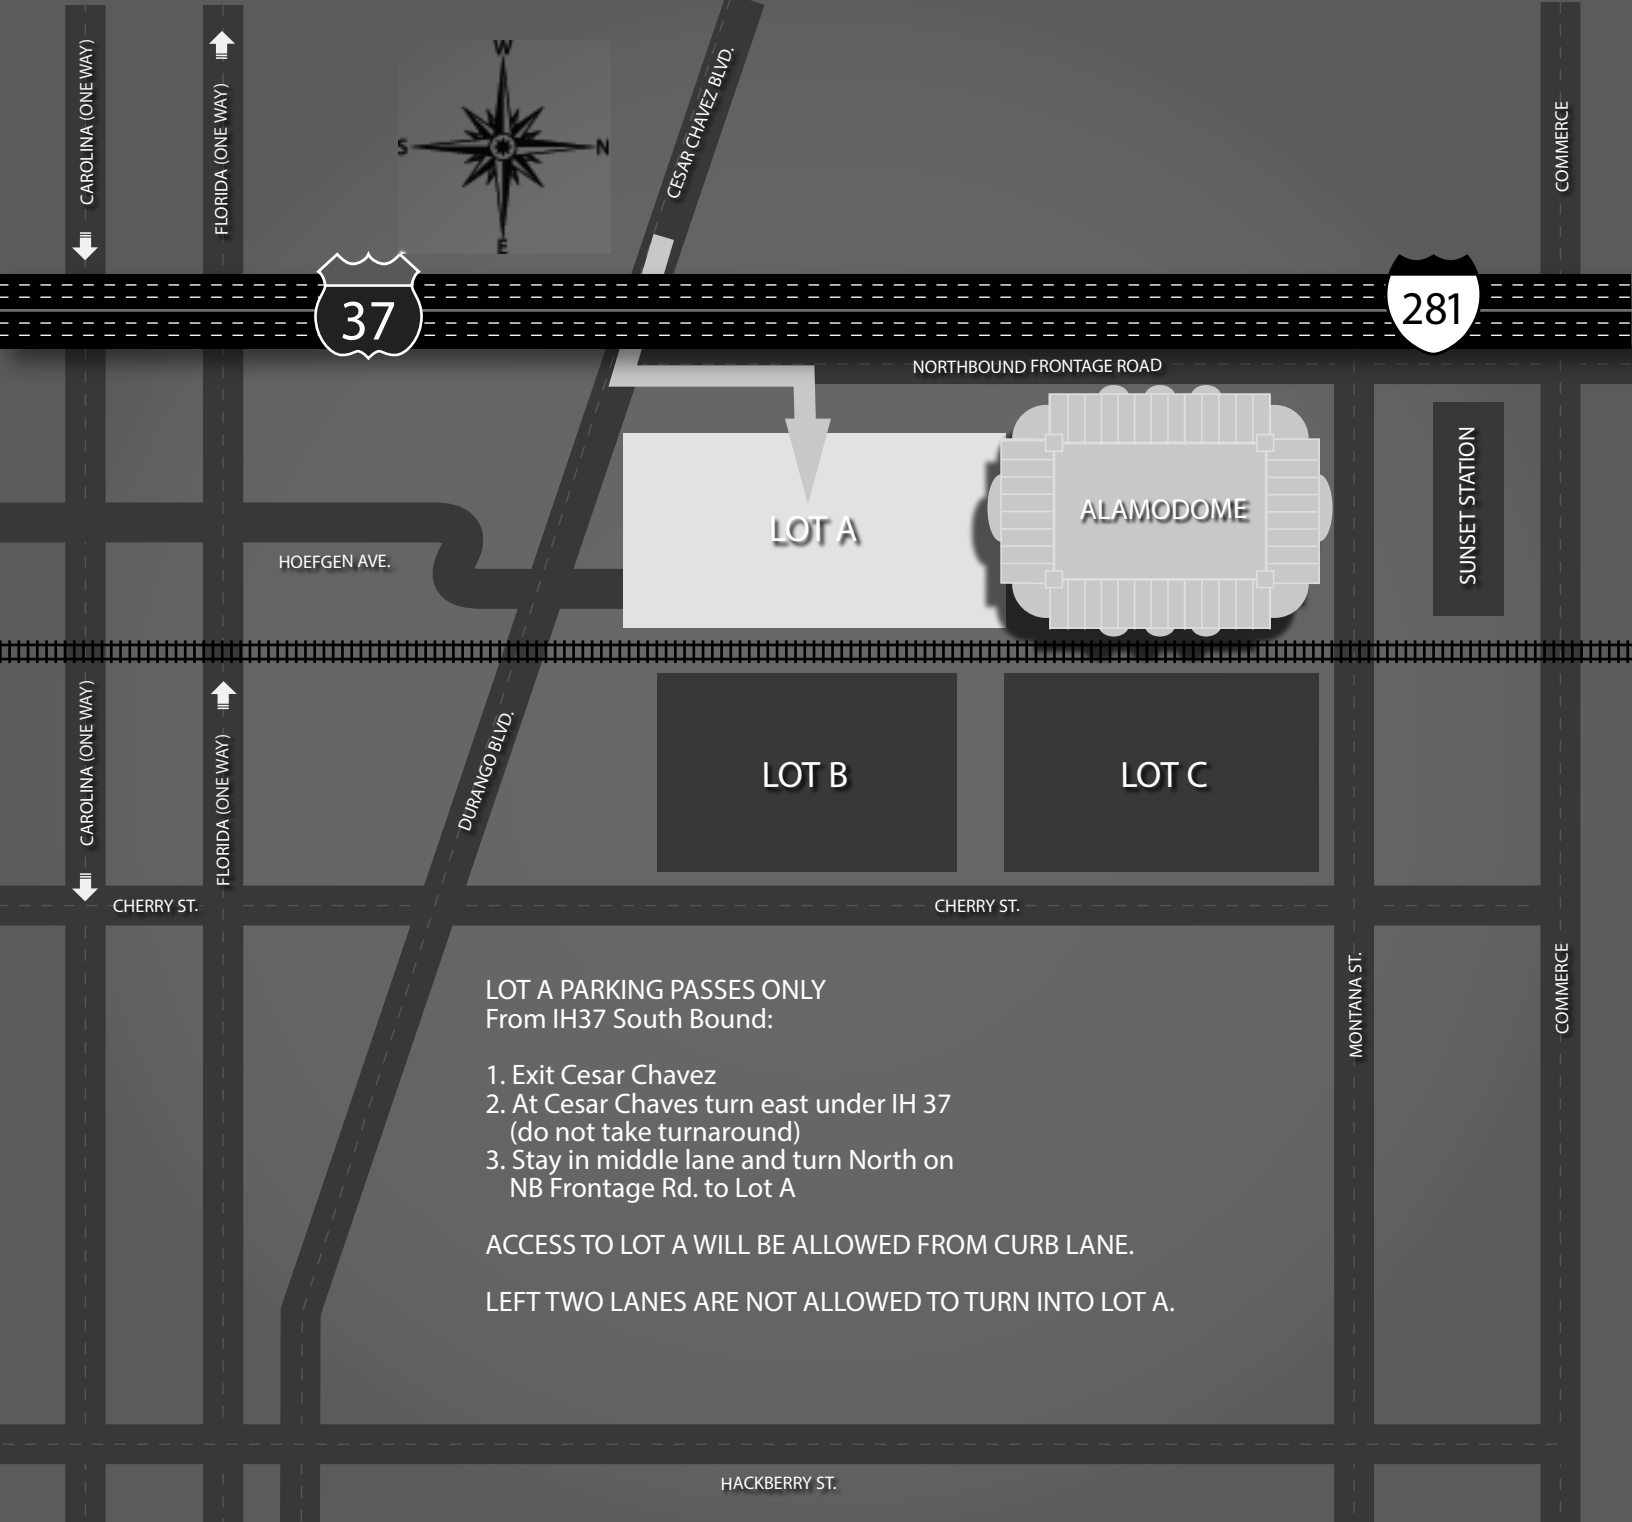 CAROLINA (ONE WAY)
FLORIDA (ONE WAY)
W
S
N
E
CESAR CHAVEZ BLVD.
COMMERCE
37
281
NORTHBOUND FRONTAGE ROAD
LOT A
ALAMODOME
SUNSET STATION
HOEFGEN AVE.
CAROLINA (ONE WAY)
FLORIDA (ONE WAY)
DURANGO BLVD.
LOT B
LOT C
CHERRY ST.
CHERRY ST.
MONTANA ST.
COMMERCE
LOT A PARKING PASSES ONLY
From IH37 South Bound:
1. Exit Cesar Chavez
2. At Cesar Chaves turn east under IH 37
(do not take turnaround)
3. Stay in middle lane and turn North on
NB Frontage Rd. to Lot A
ACCESS TO LOT A WILL BE ALLOWED FROM CURB LANE.
LEFT TWO LANES ARE NOT ALLOWED TO TURN INTO LOT A.
HACKBERRY ST.